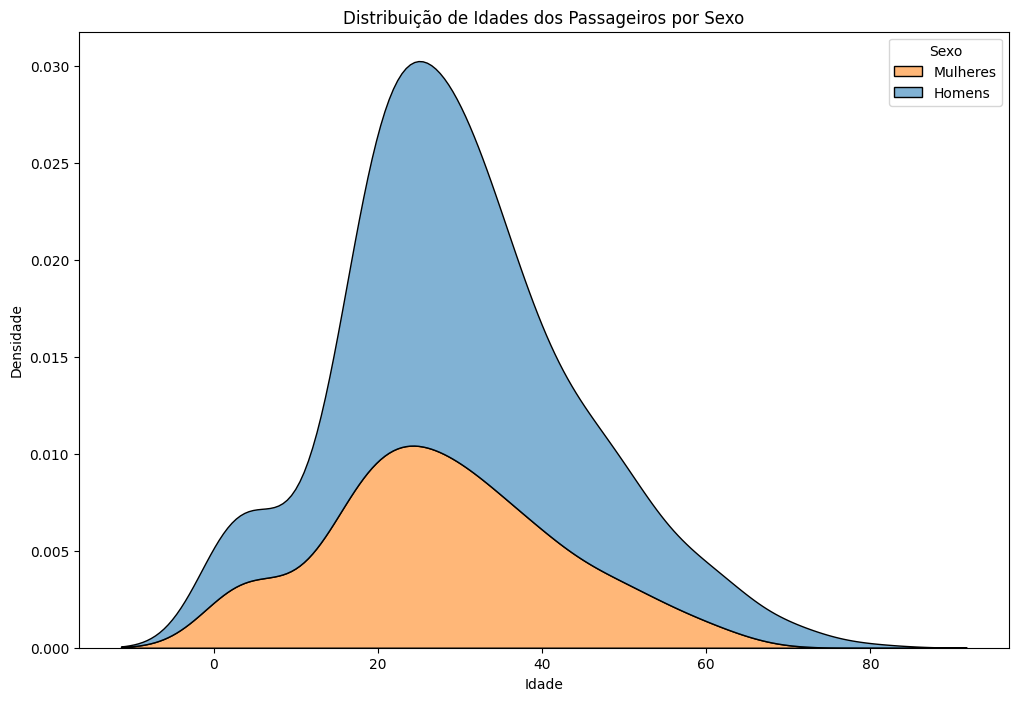 Distribuição de Idades dos Passageiros por Sexo
Sexo
Mulheres
Homens
Densidade
0.030
0.025
0.020
0.015
0.010
0.005
0.000
0 20 40 60 80
Idade